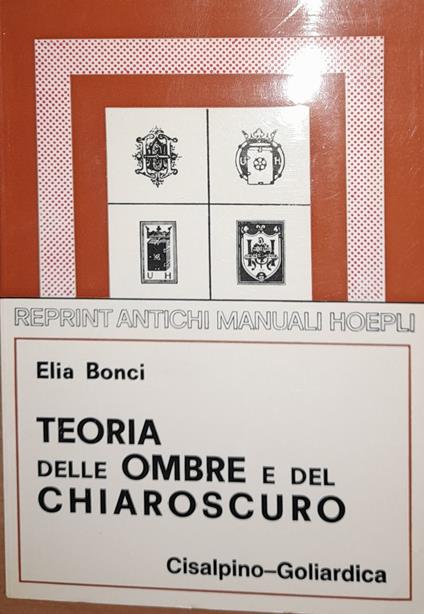 U H
U H
REPRINT ANTICHI MANUALI HOEPLI
Elia Bonci
TEORIA
DELLE OMBRE E DEL
CHIAROSCURO
Cisalpino–Goliardica